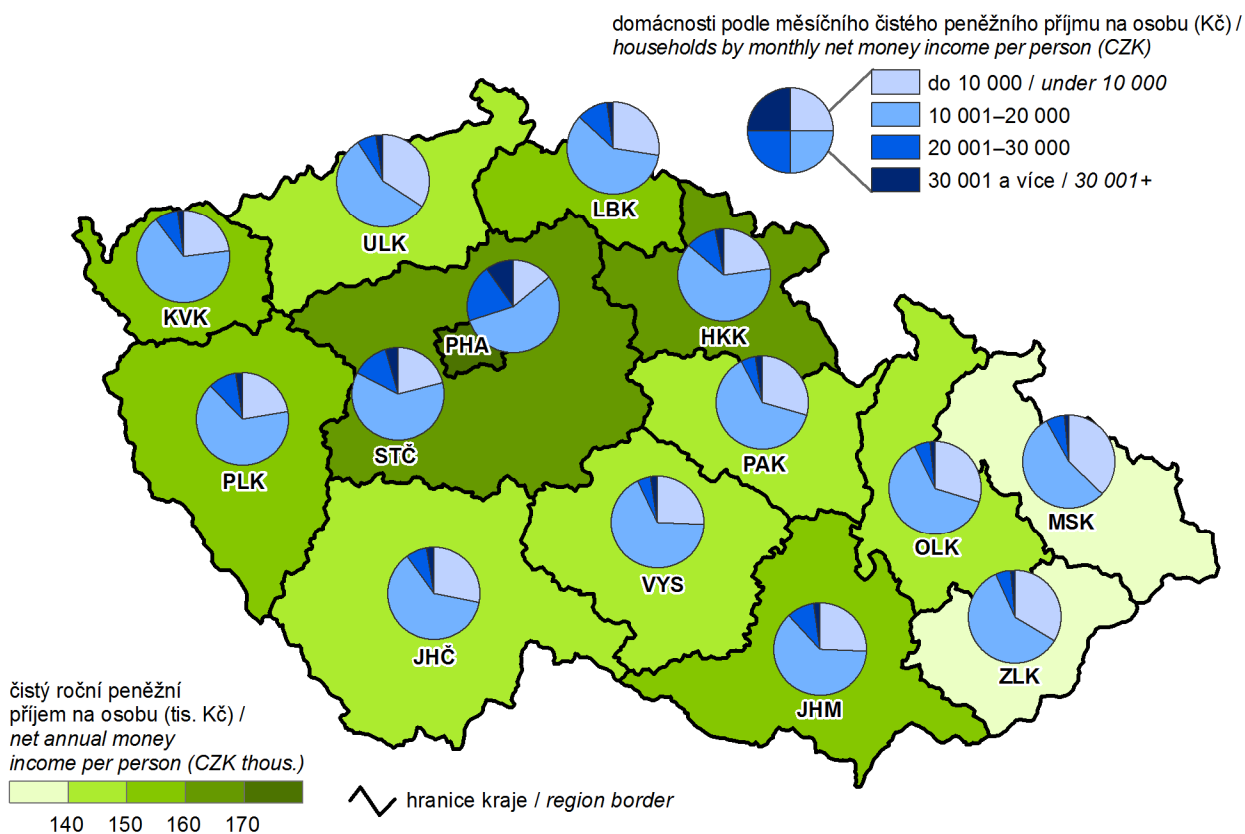 domácnosti podle měsíčního čistého peněžního příjmu na osobu (Kč) /
households by monthly net money income per person (CZK)
do 10 000 / under 10 000
10 001–20 000
20 001–30 000
30 001 a více / 30 001+
LBK
ULK
KVK
HKK
PHA
STČ
PAK
PLK
MSK
OLK
VYS
JHČ
ZLK
JHM
čistý roční peněžní
příjem na osobu (tis. Kč) /
net annual money
income per person (CZK thous.)
140 150 160 170
hranice kraje / region border